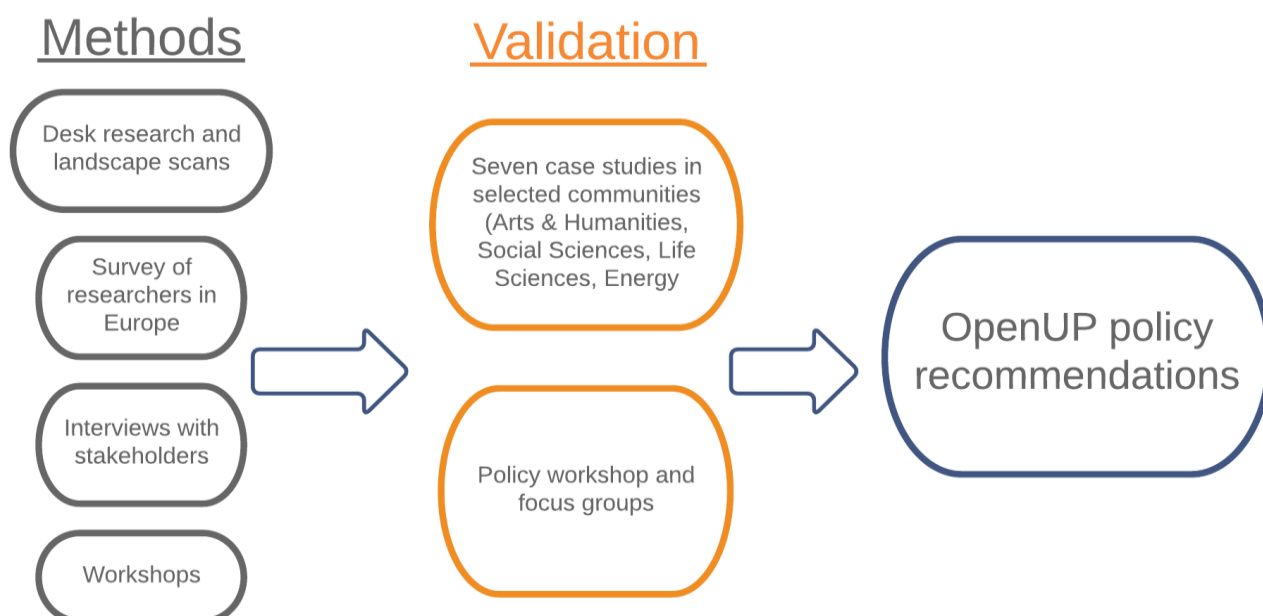 Methods
Desk research and
landscape scans
Survey of
researchers in
Europe
Interviews with
stakeholders
Workshops
Validation
Seven case studies in
selected communities
(Arts & Humanities,
Social Sciences, Life
Sciences, Energy
Policy workshop and
focus groups
OpenUP policy
recommendations